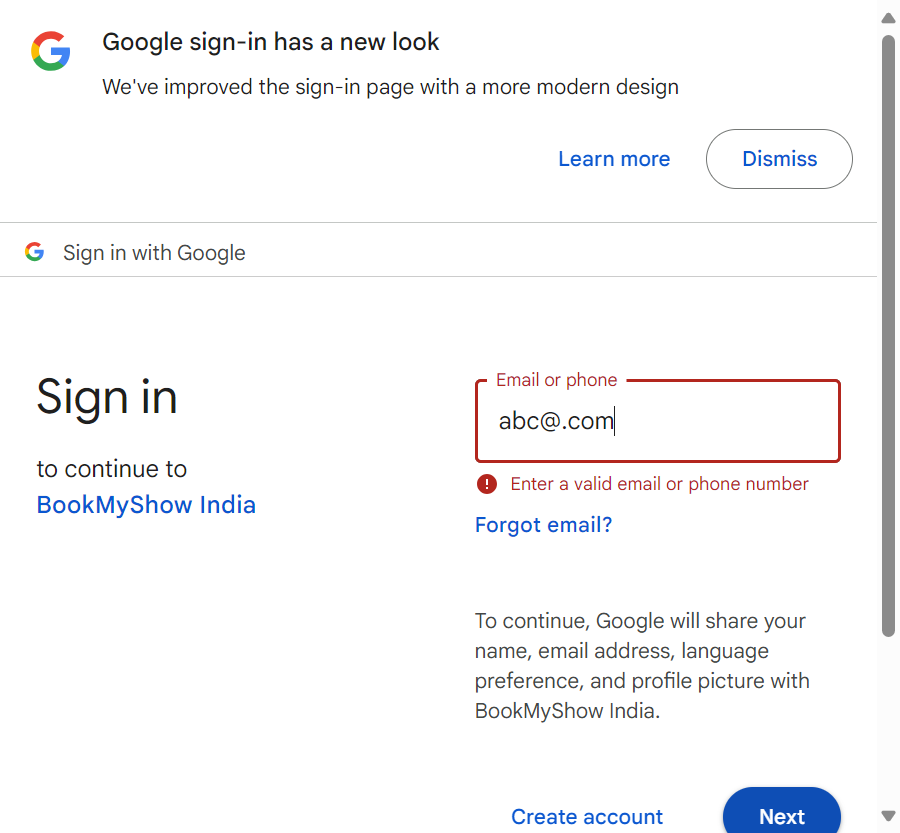 Google sign-in has a new look
We've improved the sign-in page with a more modern design
Learn more
Dismiss
Sign in with Google
Sign in
to continue to
BookMyShow India
Email or phone
abc@.com
Enter a valid email or phone number
Forgot email?
To continue, Google will share your
name, email address, language
preference, and profile picture with
BookMyShow India.
Create account
Next